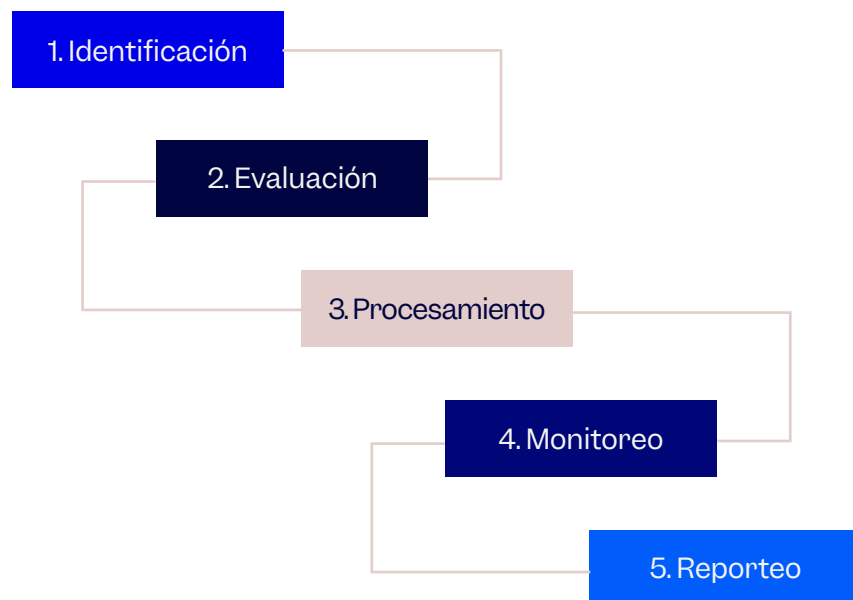 1. Identificación
2. Evaluación
3. Procesamiento
4. Monitoreo
5. Reporteo